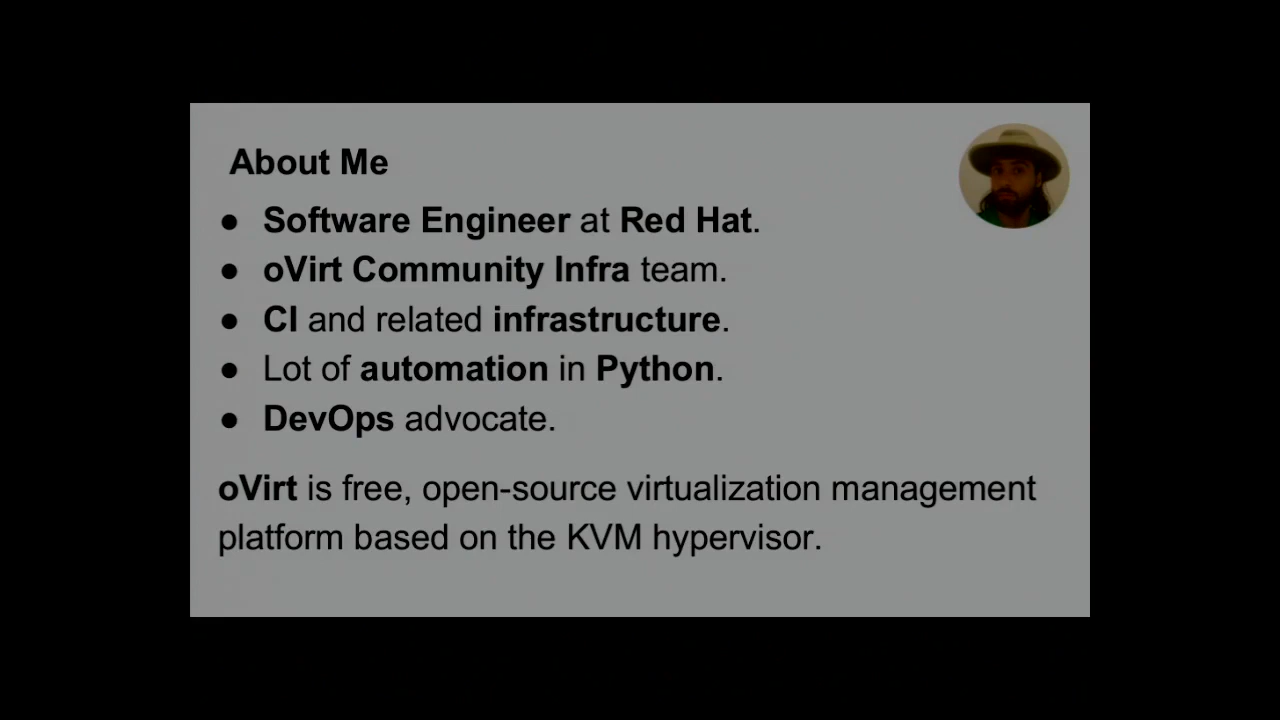 About Me
● Software Engineer at Red Hat.
● oVirt Community Infra team.
● CI and related infrastructure.
● Lot of automation in Python.
● DevOps advocate.
oVirt is free, open-source virtualization management
platform based on the KVM hypervisor.